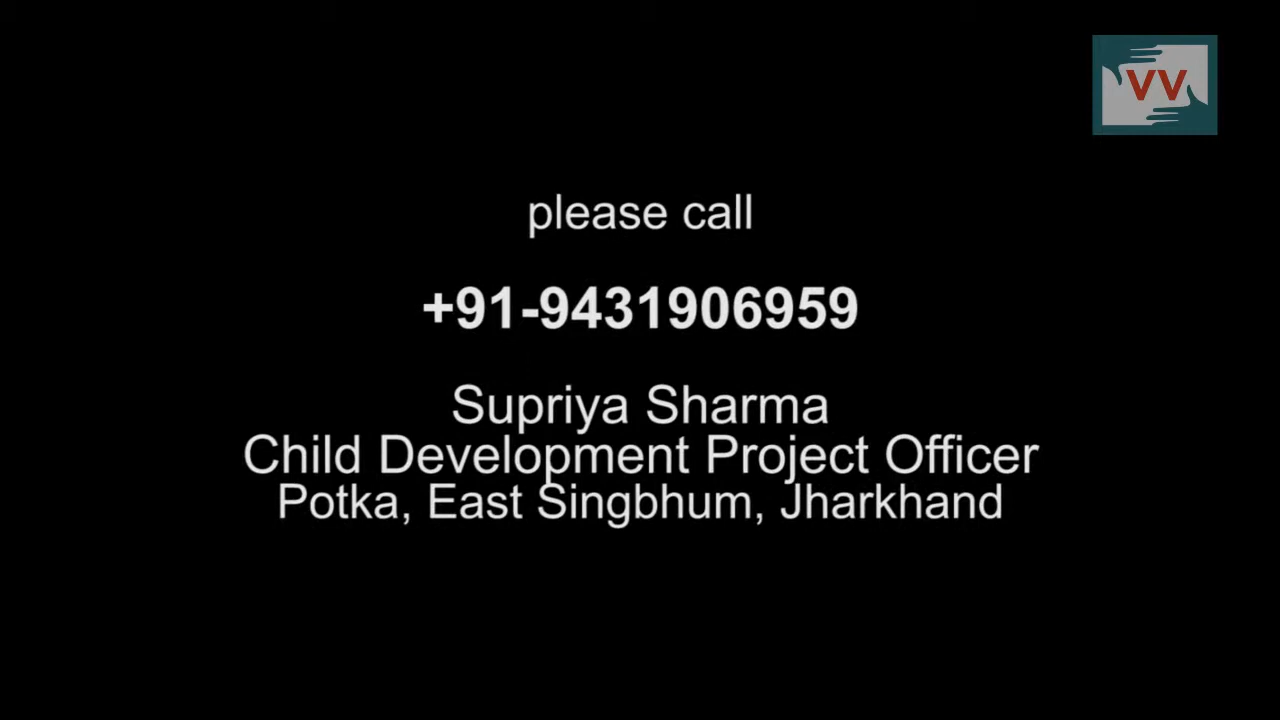 VV
please call
+91-9431906959
Supriya Sharma
Child Development Project Officer
Potka, East Singbhum, Jharkhand